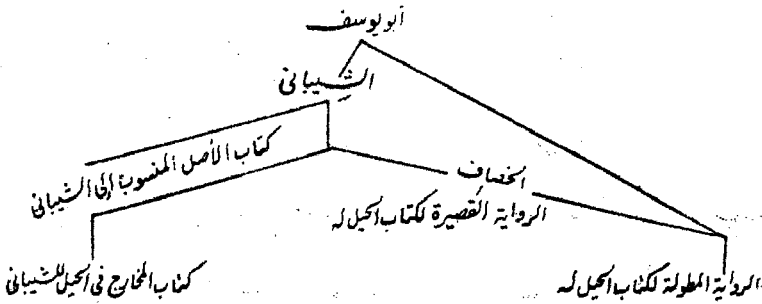 أبو يوسف
الشيباني
كتاب الأصل المنسوب إلى الشيباني
الخصاف
الرواية القصيرة لكتاب الحيل له
كتاب المخارج في الحيل للشيباني
الرواية المطولة لكتاب الحيل له